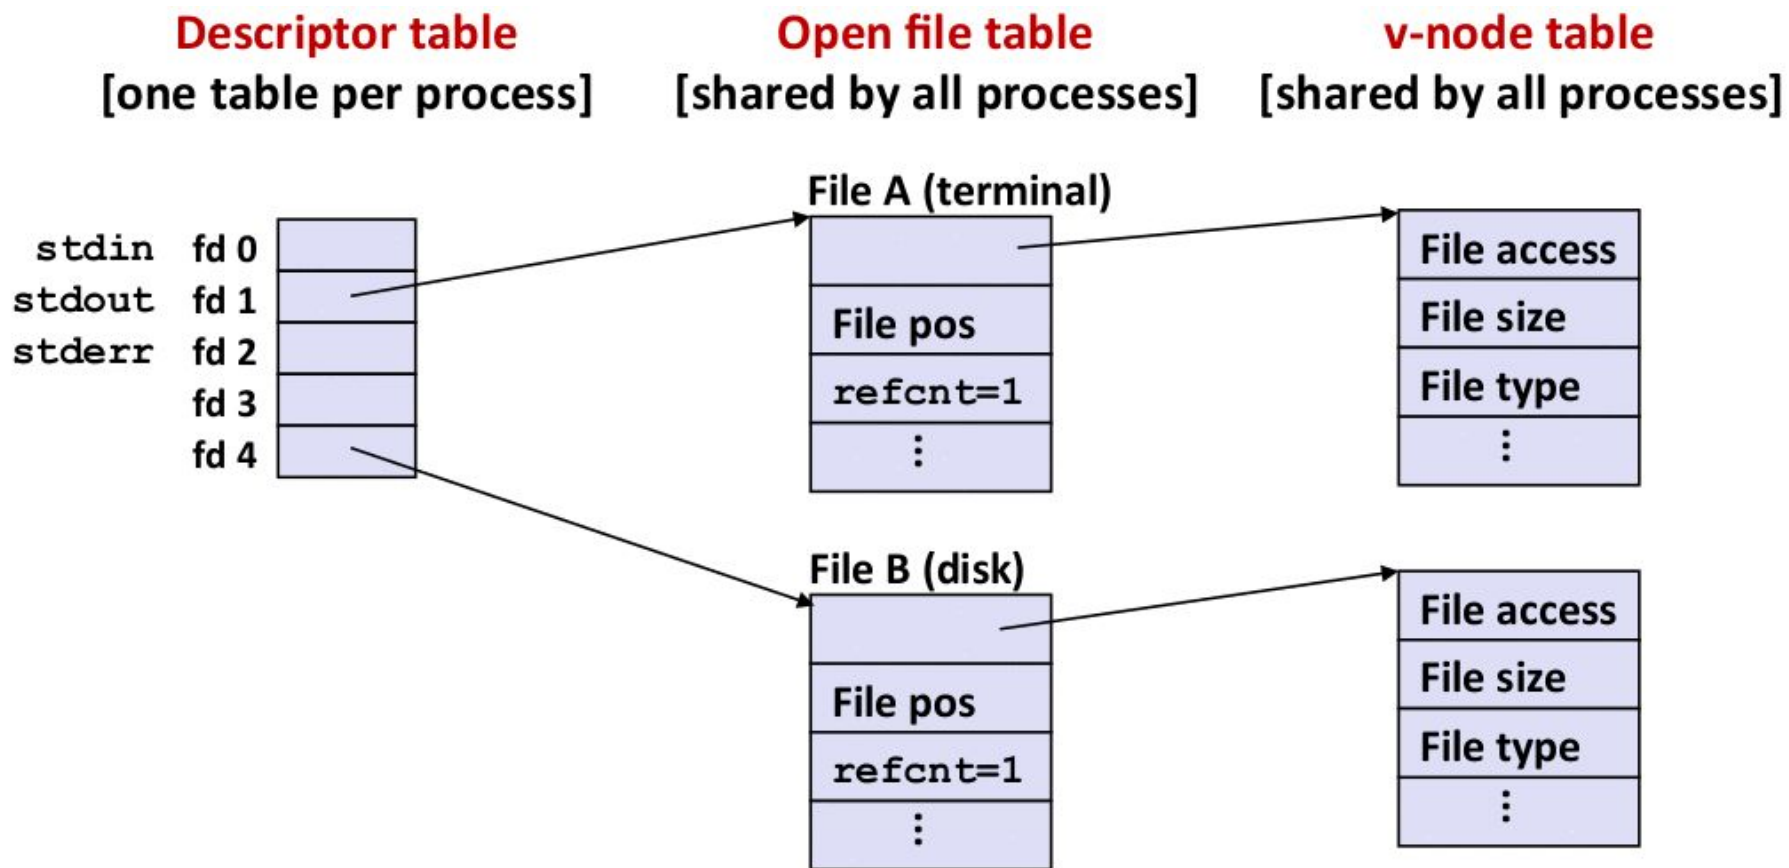 Descriptor table
[one table per process]
Open file table
[shared by all processes]
v-node table
[shared by all processes]
stdin fd 0
stdout fd 1
stderr fd 2
fd 3
fd 4
File A (terminal)
File pos
refcnt=1
⋮
File access
File size
File type
⋮
File B (disk)
File pos
refcnt=1
⋮
File access
File size
File type
⋮